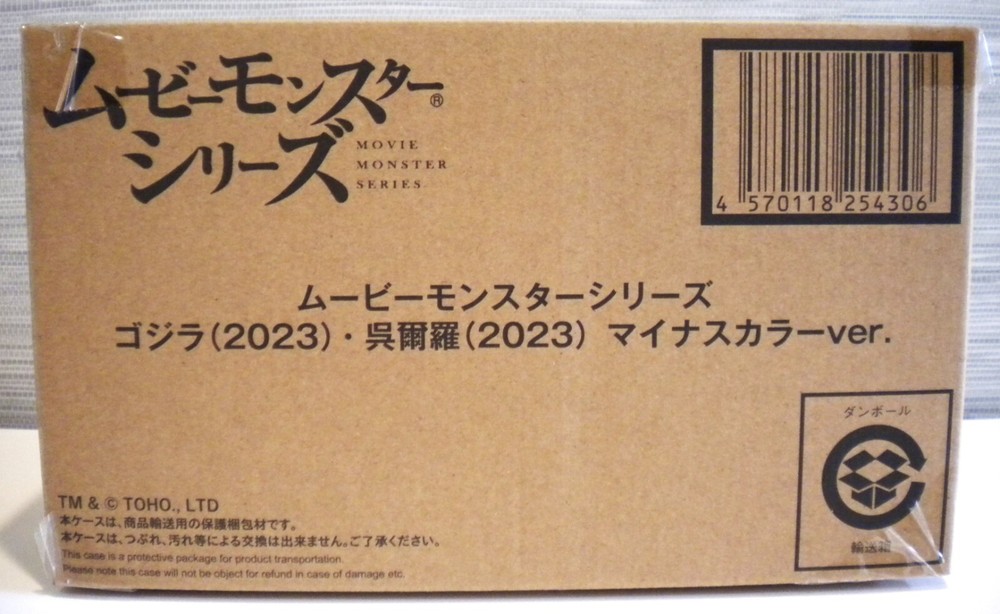 ムービーモンスター®
シリーズ
MOVIE
MONSTER
SERIES
4 570118 254306
ムービーモンスターシリーズ
ゴジラ(2023)・呉爾羅(2023) マイナスカラーver.
ダンボール
輸送箱
TM & © TOHO., LTD
本ケースは、商品輸送用の保護梱包材です。
本ケースは、つぶれ、汚れ等による交換は出来ません。ご了承ください。
This case is a protective package for product transportation.
Please note this case will not be object for refund in case of damage etc.